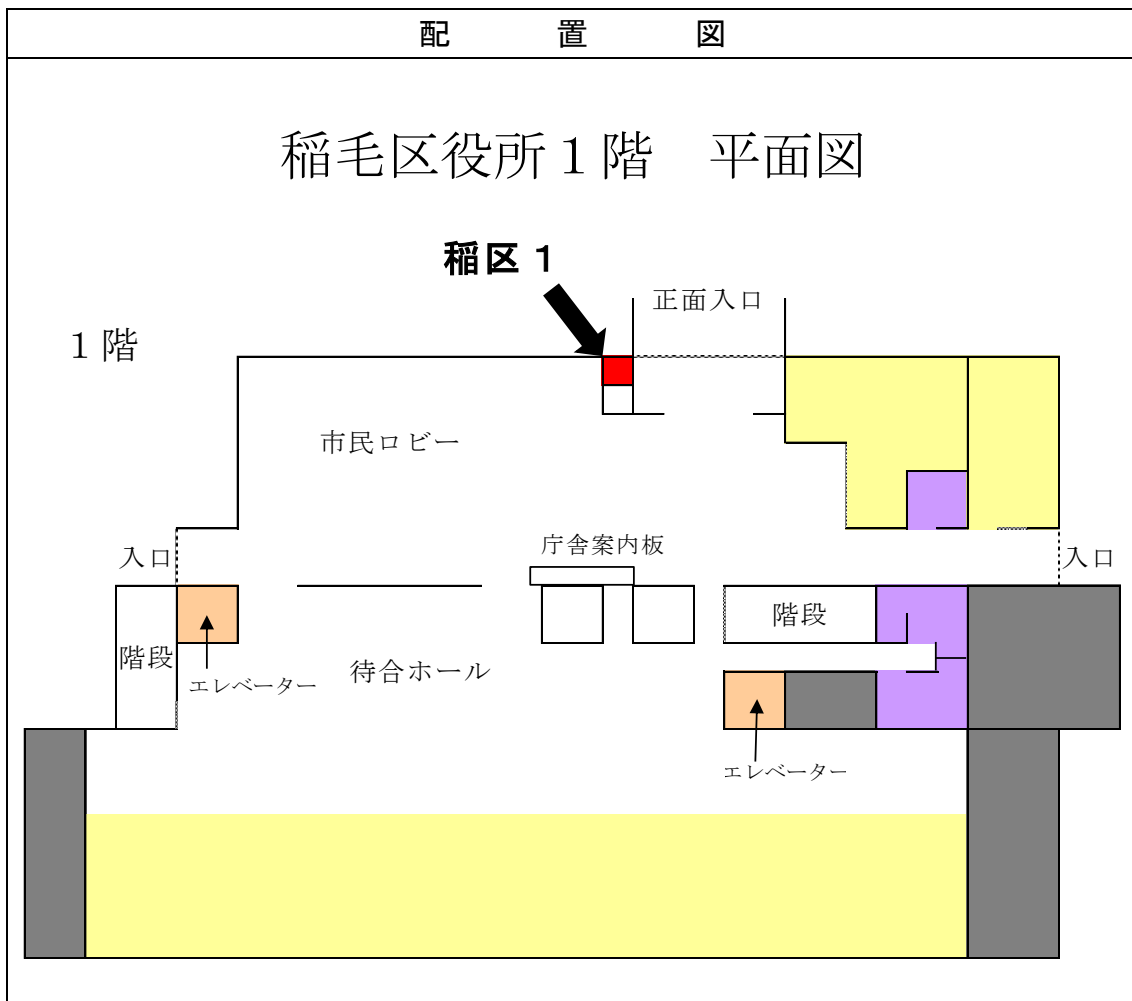 配　置　図
稲毛区役所１階　平面図
稲区１
正面入口
１階
市民ロビー
庁舎案内板
入口
入口
階段
階段
待合ホール
エレベーター
エレベーター